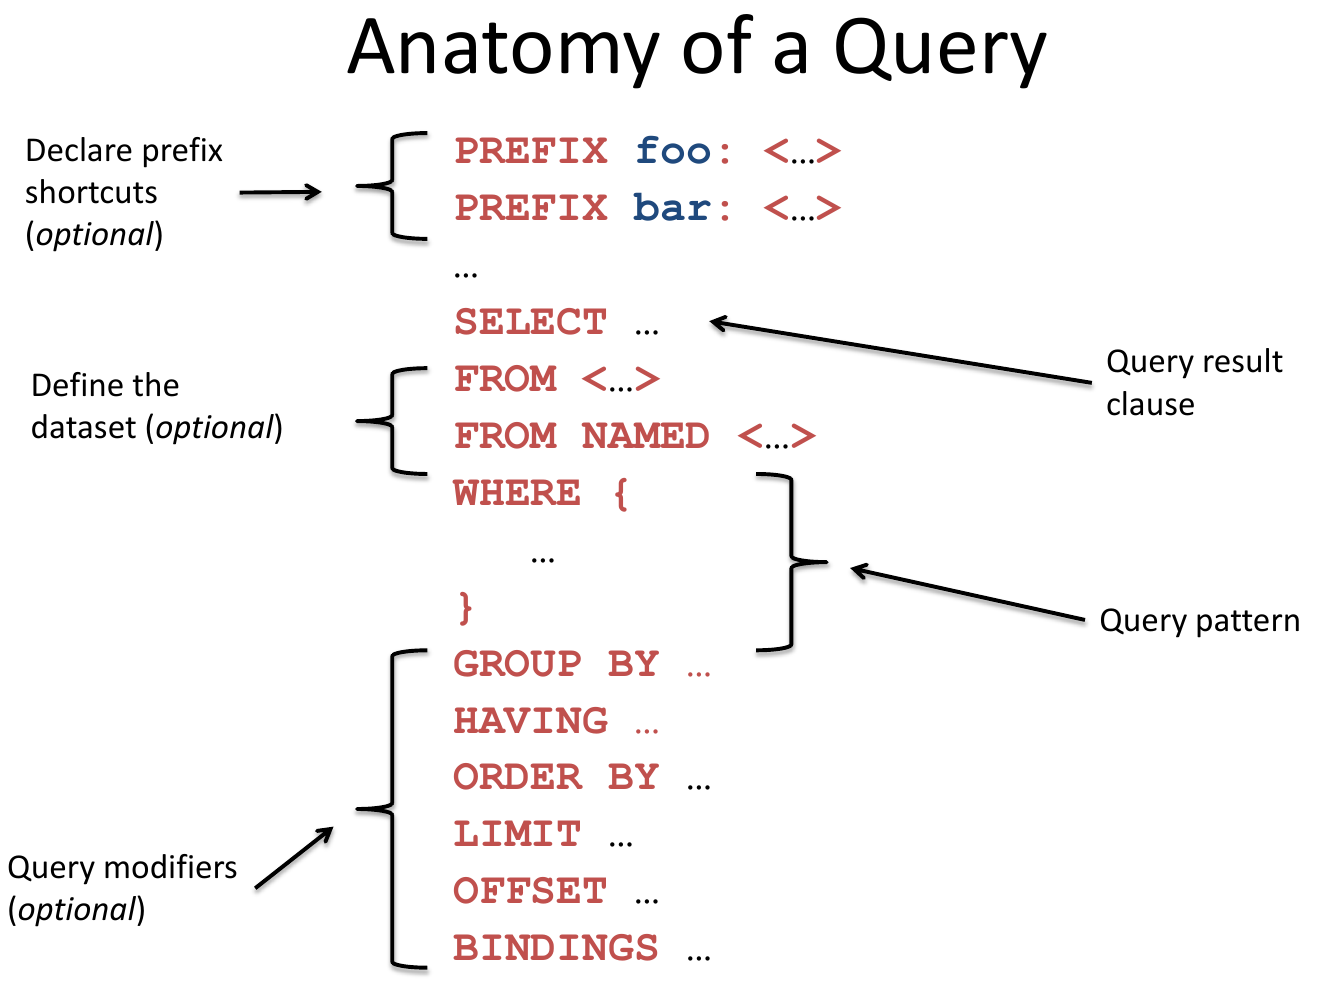 Anatomy of a Query
Declare prefix
shortcuts
(optional)
PREFIX foo: <…>
PREFIX bar: <…>
…
SELECT …
Query result
clause
Define the
dataset (optional)
FROM <…>
FROM NAMED <…>
WHERE {
…
}
Query pattern
GROUP BY …
HAVING …
ORDER BY …
LIMIT …
OFFSET …
BINDINGS …
Query modifiers
(optional)